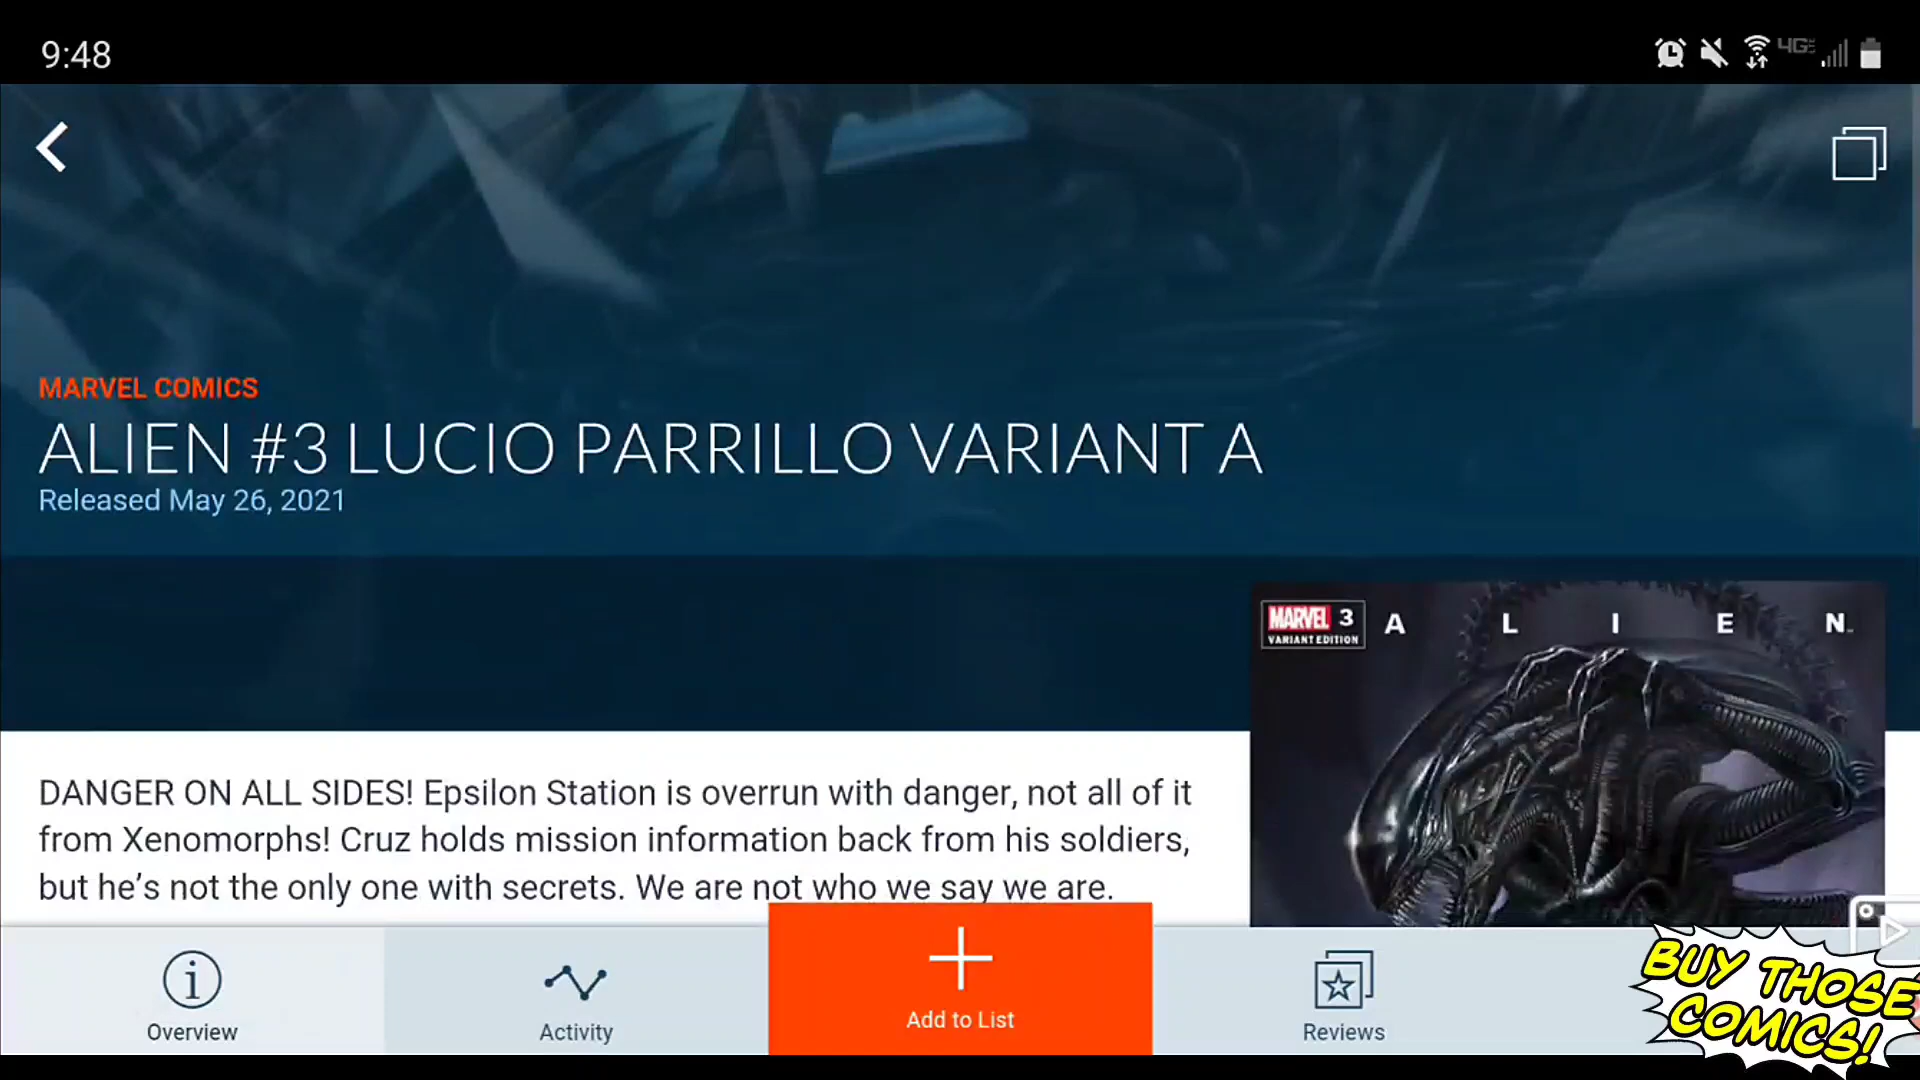 9:48
4G
MARVEL COMICS
ALIEN #3 LUCIO PARRILLO VARIANT A
Released May 26, 2021
MARVEL 3
VARIANT EDITION
A L I E N
DANGER ON ALL SIDES! Epsilon Station is overrun with danger, not all of it
from Xenomorphs! Cruz holds mission information back from his soldiers,
but he’s not the only one with secrets. We are not who we say we are.
Overview
Activity
Add to List
Reviews
BUY THOSE
COMICS!